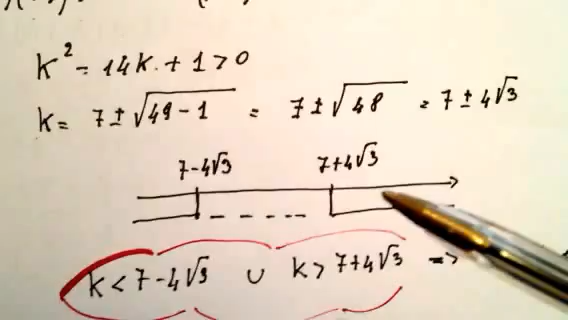 k² - 14k + 1 > 0
k = 7 ± √49 - 1 = 7 ± √48 = 7 ± 4√3
7 - 4√3 7 + 4√3
k < 7 - 4√3 ∪ k > 7 + 4√3 =>